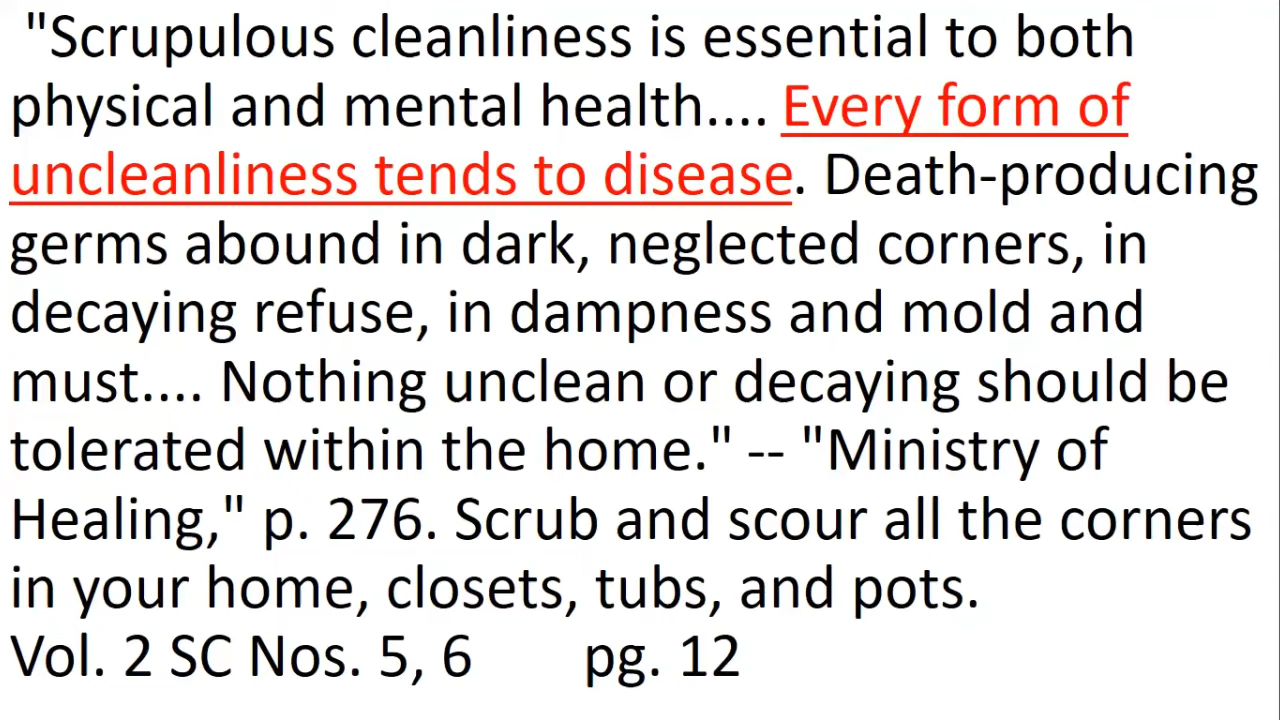 "Scrupulous cleanliness is essential to both
physical and mental health.... Every form of
uncleanliness tends to disease. Death-producing
germs abound in dark, neglected corners, in
decaying refuse, in dampness and mold and
must.... Nothing unclean or decaying should be
tolerated within the home." -- "Ministry of
Healing," p. 276. Scrub and scour all the corners
in your home, closets, tubs, and pots.
Vol. 2 SC Nos. 5, 6 pg. 12